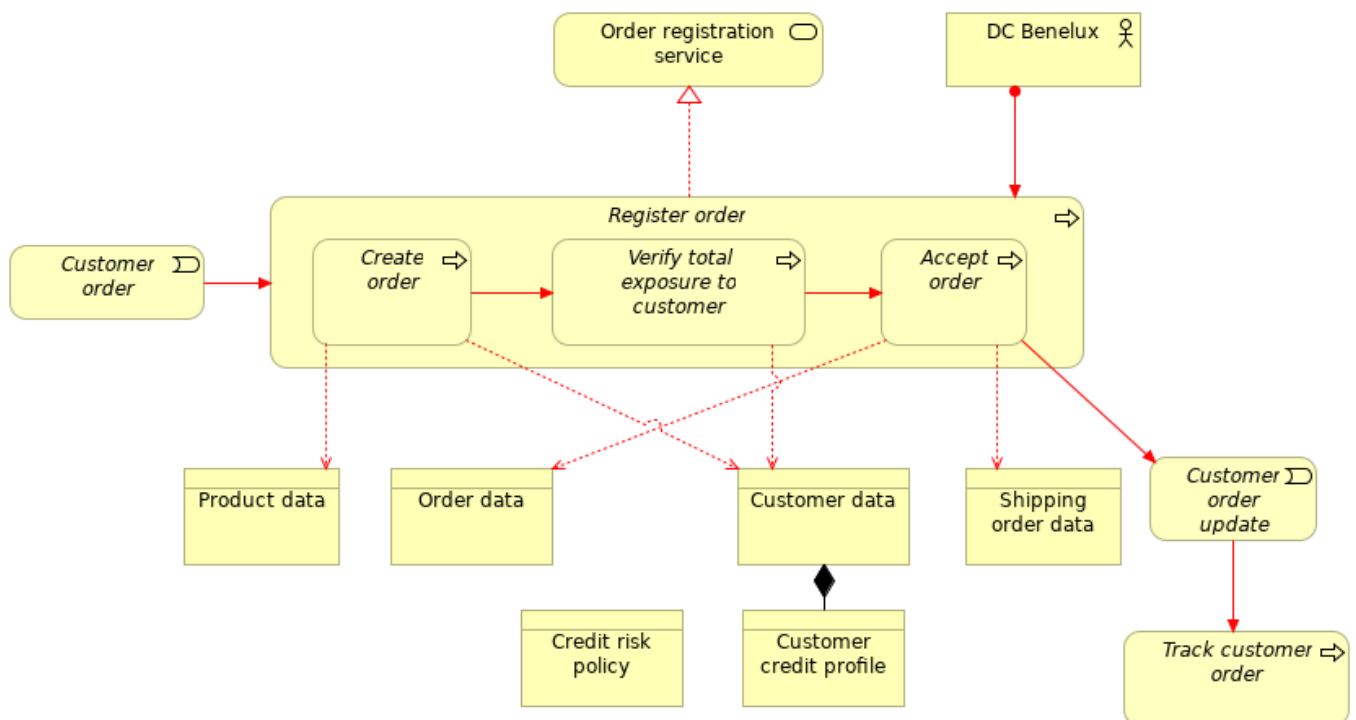 Order registration
service
DC Benelux
Register order
Customer
order
Create
order
Verify total
exposure to
customer
Accept
order
Product data
Order data
Customer data
Shipping
order data
Customer
order
update
Credit risk
policy
Customer
credit profile
Track customer
order